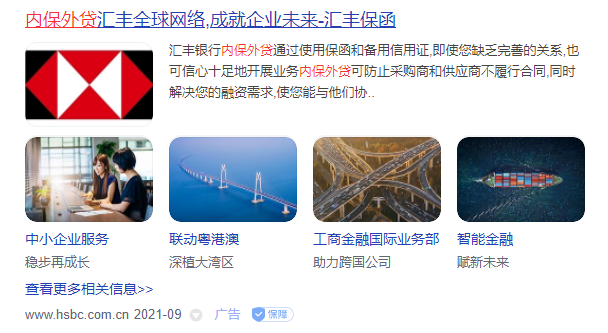 内保外贷汇丰全球网络,成就企业未来-汇丰保函
汇丰银行内保外贷通过使用保函和备用信用证,即使您缺乏完善的关系,也
可信心十足地开展业务内保外贷可防止采购商和供应商不履行合同,同时
解决您的融资需求,使您能与他们协..
中小企业服务
稳步再成长
联动粤港澳
深植大湾区
工商金融国际业务部
助力跨国公司
智能金融
赋新未来
查看更多相关信息>>
www.hsbc.com.cn 2021-09 广告 保障